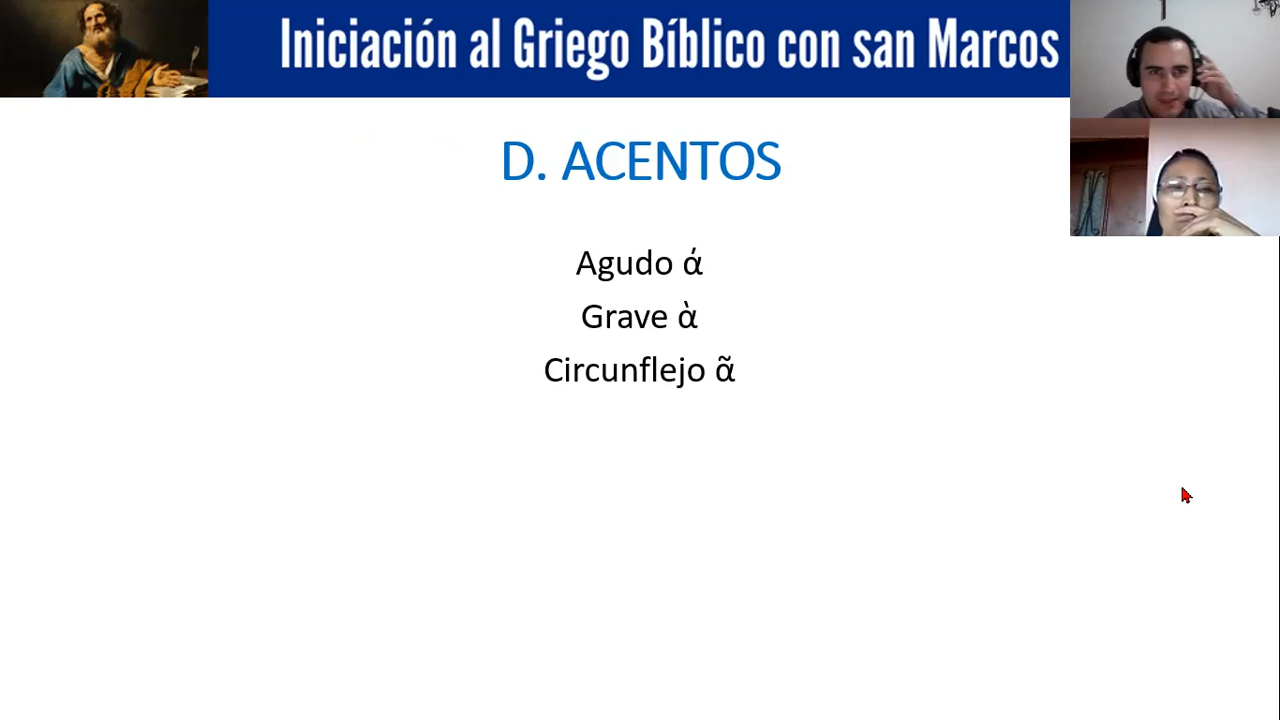 Iniciación al Griego Bíblico con san Marcos
D. ACENTOS
Agudo ά
Grave ὰ
Circunflejo ᾶ